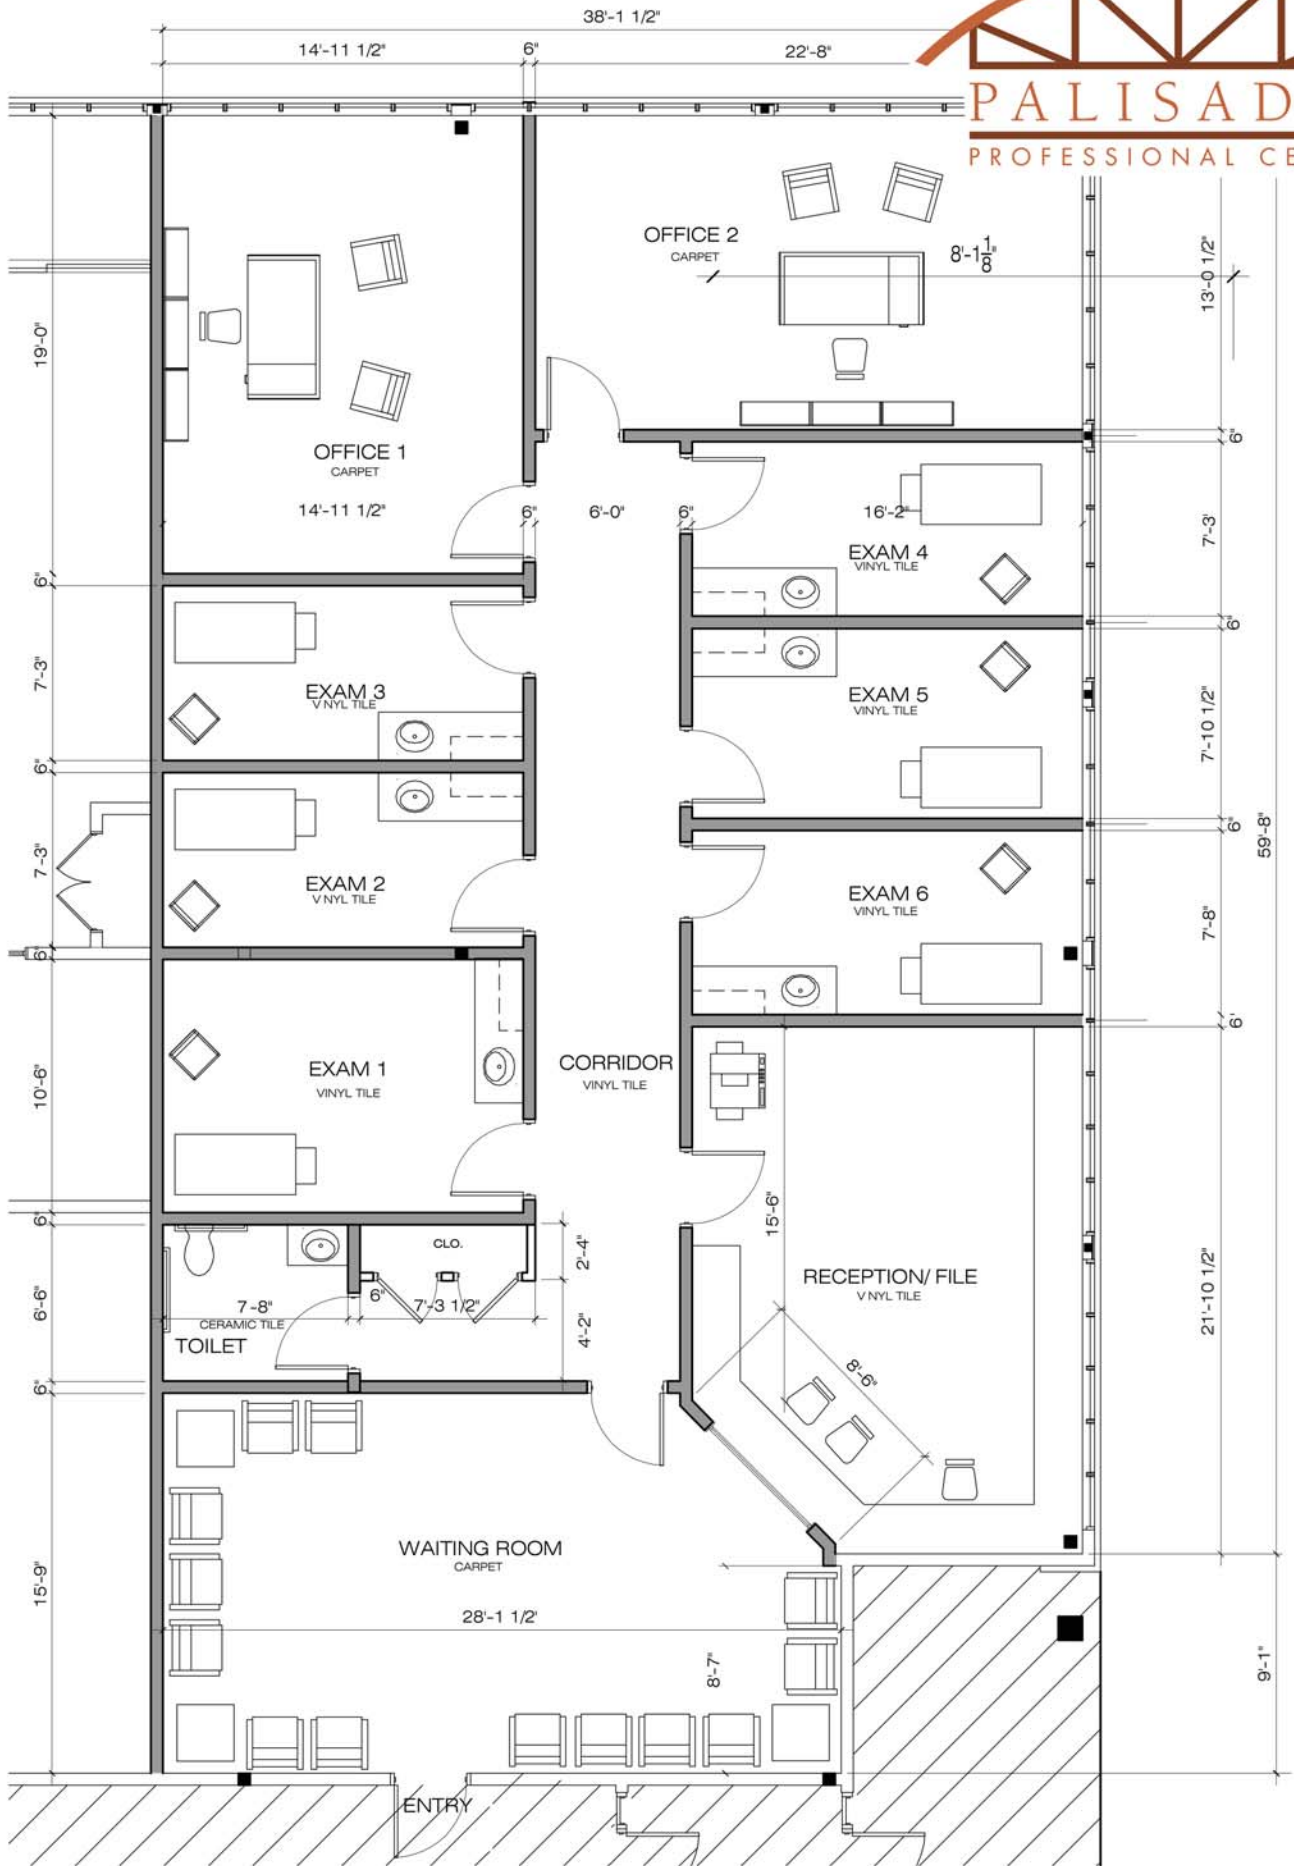 38'-1 1/2"
14'-11 1/2"
6"
22'-8"
PALISAD
PROFESSIONAL CE
OFFICE 2
CARPET
8'-1 1/8"
13'-0 1/2"
19'-0"
OFFICE 1
CARPET
14'-11 1/2"
6"
6'-0"
6"
16'-2"
6"
EXAM 4
VINYL TILE
7'-3'
6"
6"
7'-3"
EXAM 3
V NYL TILE
EXAM 5
VINYL TILE
7'-10 1/2"
6"
6"
59'-8"
7'-3"
EXAM 2
V NYL TILE
EXAM 6
VINYL TILE
7'-8"
6"
6'
10'-6"
EXAM 1
VINYL TILE
CORRIDOR
VINYL TILE
15'-6"
6"
CLO.
2'-4"
RECEPTION/ FILE
V NYL TILE
21'-10 1/2"
6'-6"
7'-8"
CERAMIC TILE
TOILET
6"
7'-3 1/2"
4'-2"
8'-6"
6"
WAITING ROOM
CARPET
15'-9"
28'-1 1/2'
8'-7"
9'-1"
ENTRY